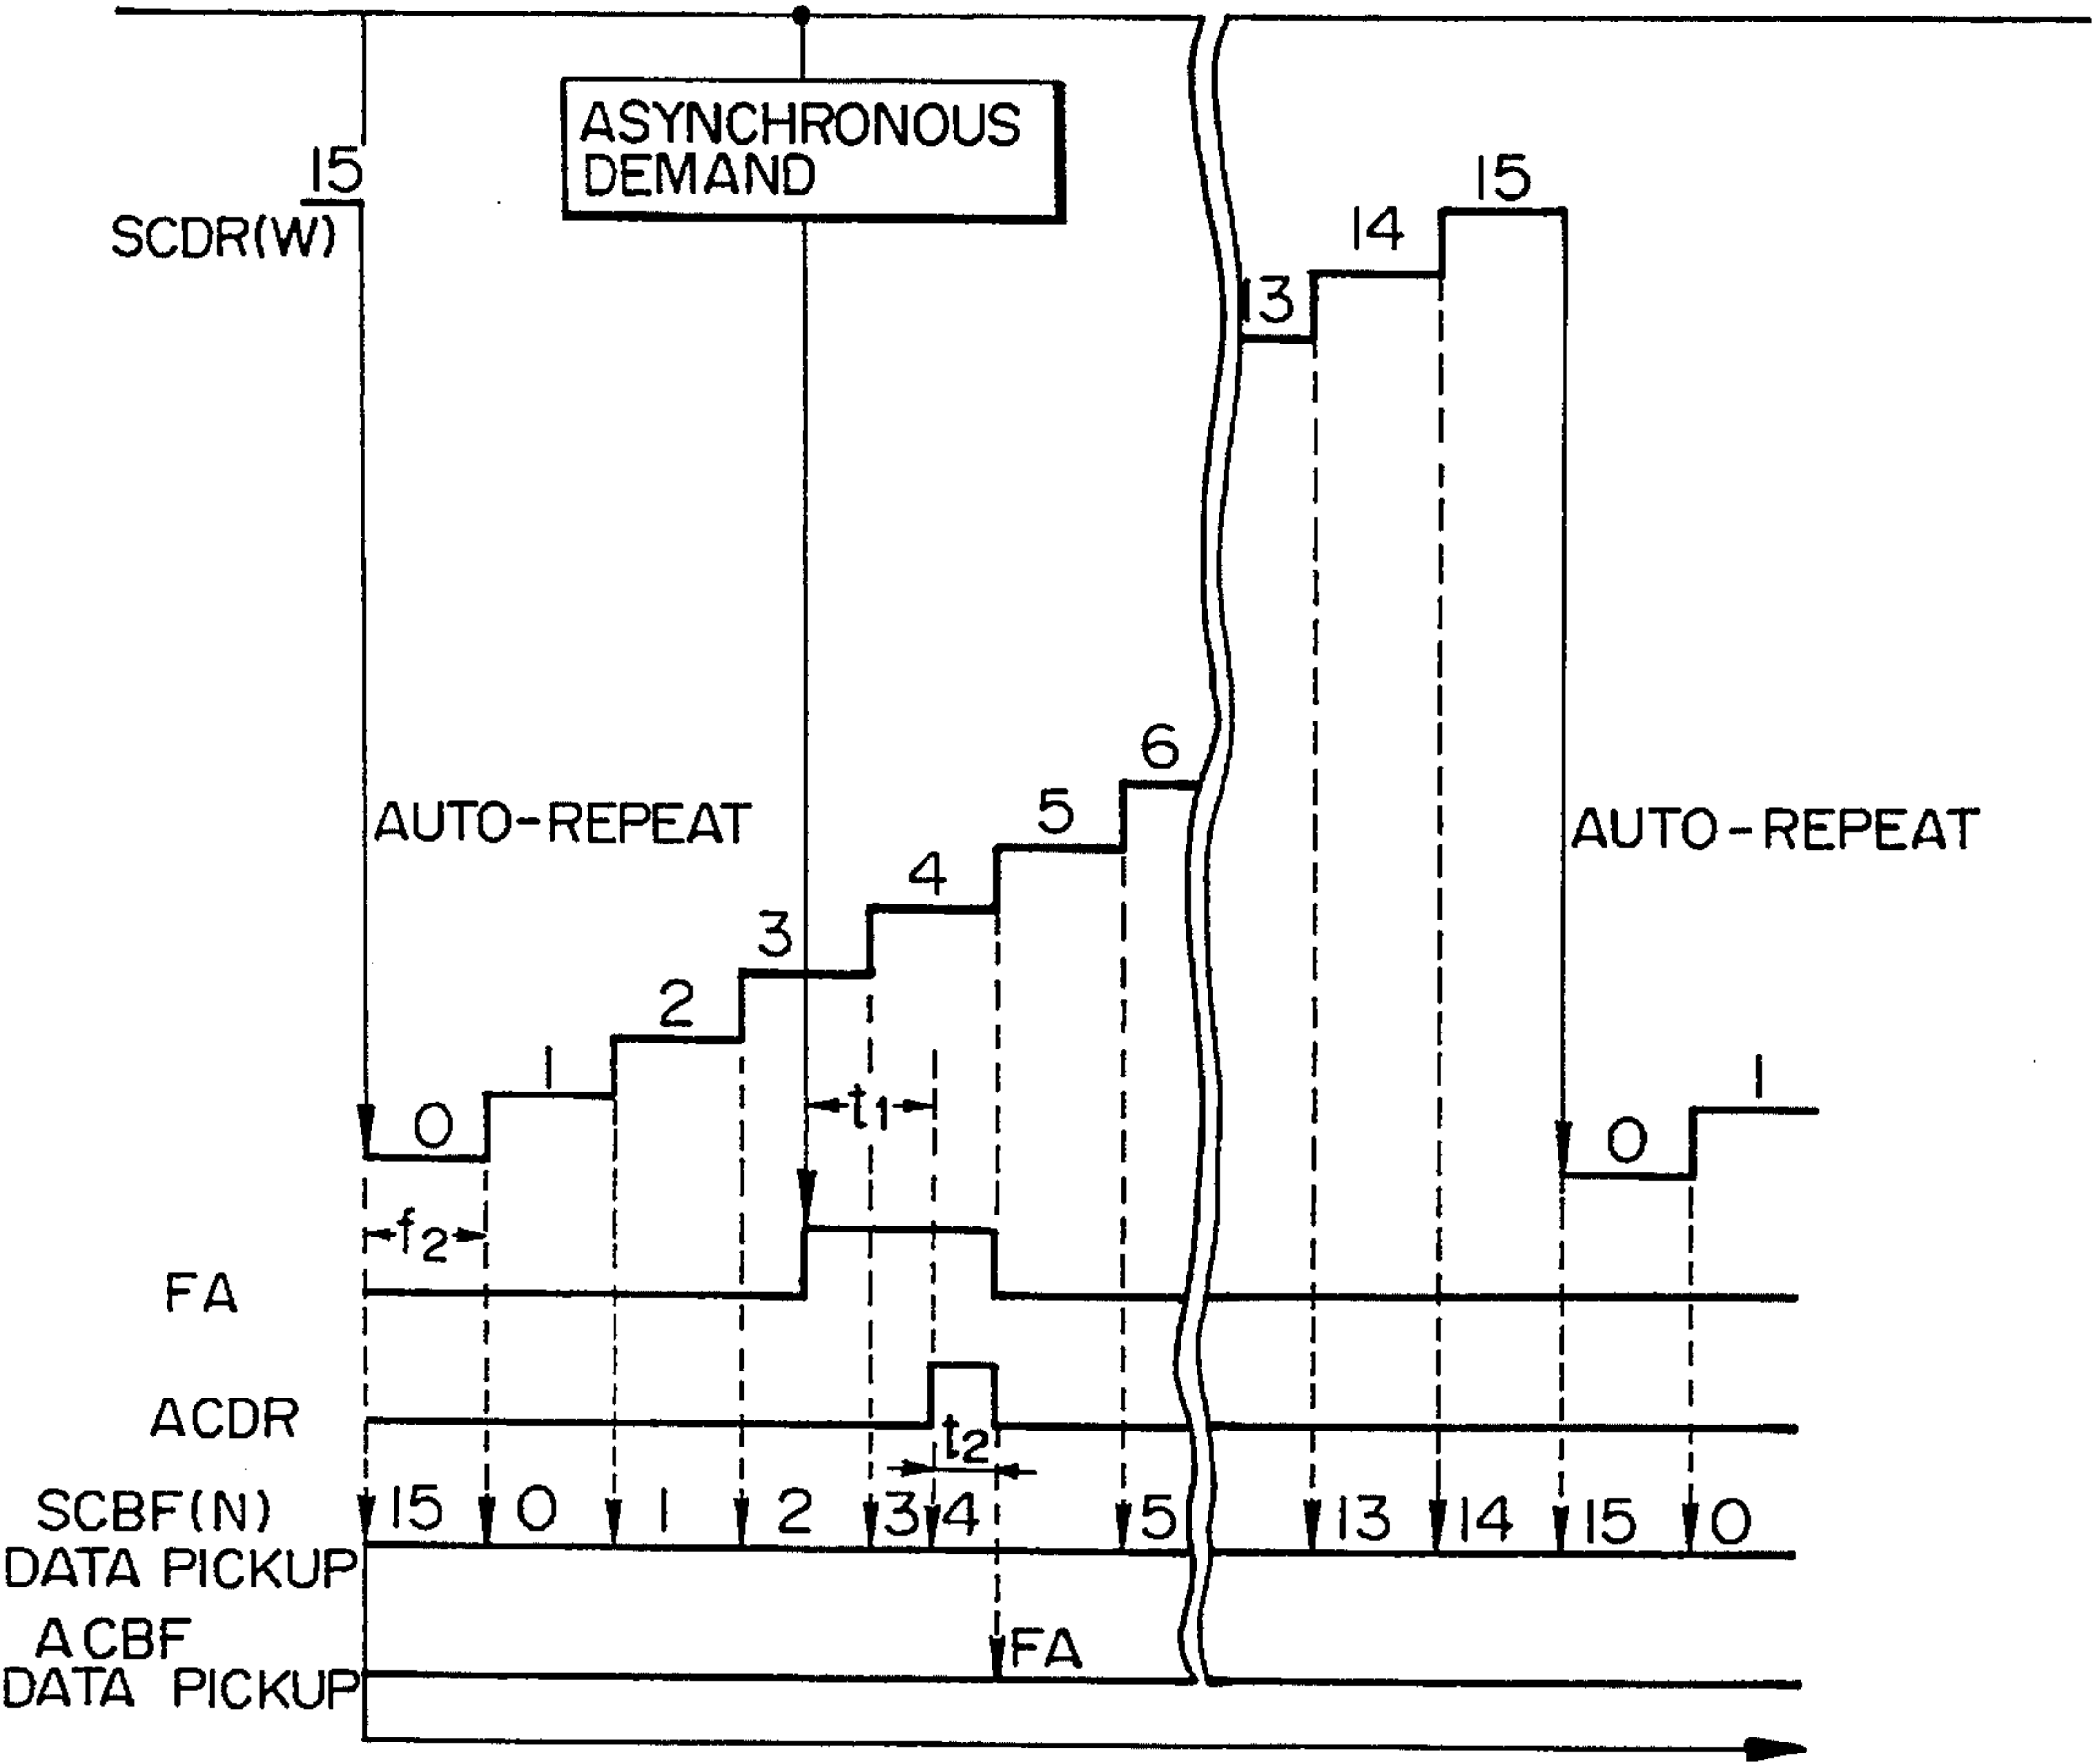 ASYNCHRONOUS
DEMAND
15
SCDR(W)
15
14
13
6
AUTO-REPEAT
5
AUTO-REPEAT
4
3
2
1
t1
1
0
0
f2
FA
ACDR
t2
SCBF(N)
DATA PICKUP
15 0 1 2 3 4 5 13 14 15 0
ACBF
DATA PICKUP
FA